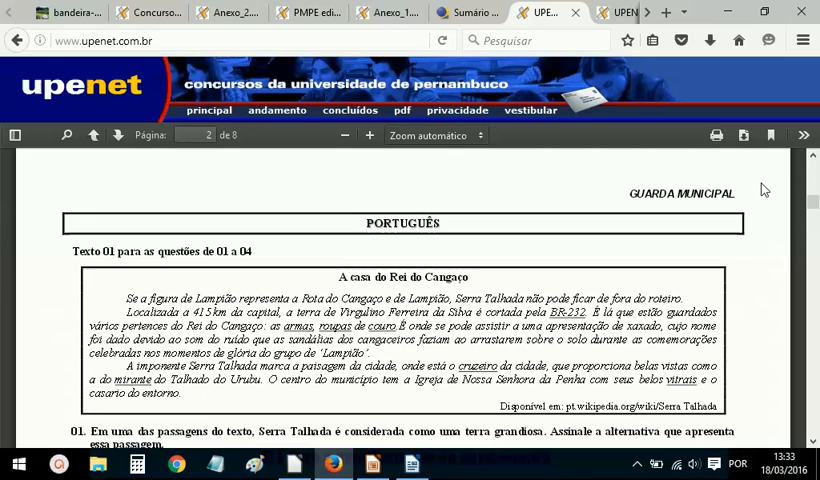 bandeira-...
Concurso...
Anexo_2....
PMPE edi...
Anexo_1....
Sumário ...
UPE...
UPEN
www.upenet.com.br
Pesquisar
upenet
concursos da universidade de pernambuco
principal andamento concluídos pdf privacidade vestibular
Página: 2 de 8
Zoom automático
GUARDA MUNICIPAL
PORTUGUÊS
Texto 01 para as questões de 01 a 04
A casa do Rei do Cangaço
Se a figura de Lampião representa a Rota do Cangaço e de Lampião, Serra Talhada não pode ficar de fora do roteiro.
Localizada a 415 km da capital, a terra de Virgulino Ferreira da Silva é cortada pela BR-232. É lá que estão guardados
vários pertences do Rei do Cangaço: as armas, roupas de couro.É onde se pode assistir a uma apresentação de xaxado, cujo nome
foi dado devido ao som do ruído que as sandálias dos cangaceiros faziam ao arrastarem sobre o solo durante as comemorações
celebradas nos momentos de glória do grupo de 'Lampião'.
A imponente Serra Talhada marca a paisagem da cidade, onde está o cruzeiro da cidade, que proporciona belas vistas como
a do mirante do Talhado do Urubu. O centro do município tem a Igreja de Nossa Senhora da Penha com seus belos vitrais e o
casario do entorno.
Disponível em: pt.wikipedia.org/wiki/Serra Talhada
01. Em uma das passagens do texto, Serra Talhada é considerada como uma terra grandiosa. Assinale a alternativa que apresenta
essa passagem.
POR
13:33
18/03/2016